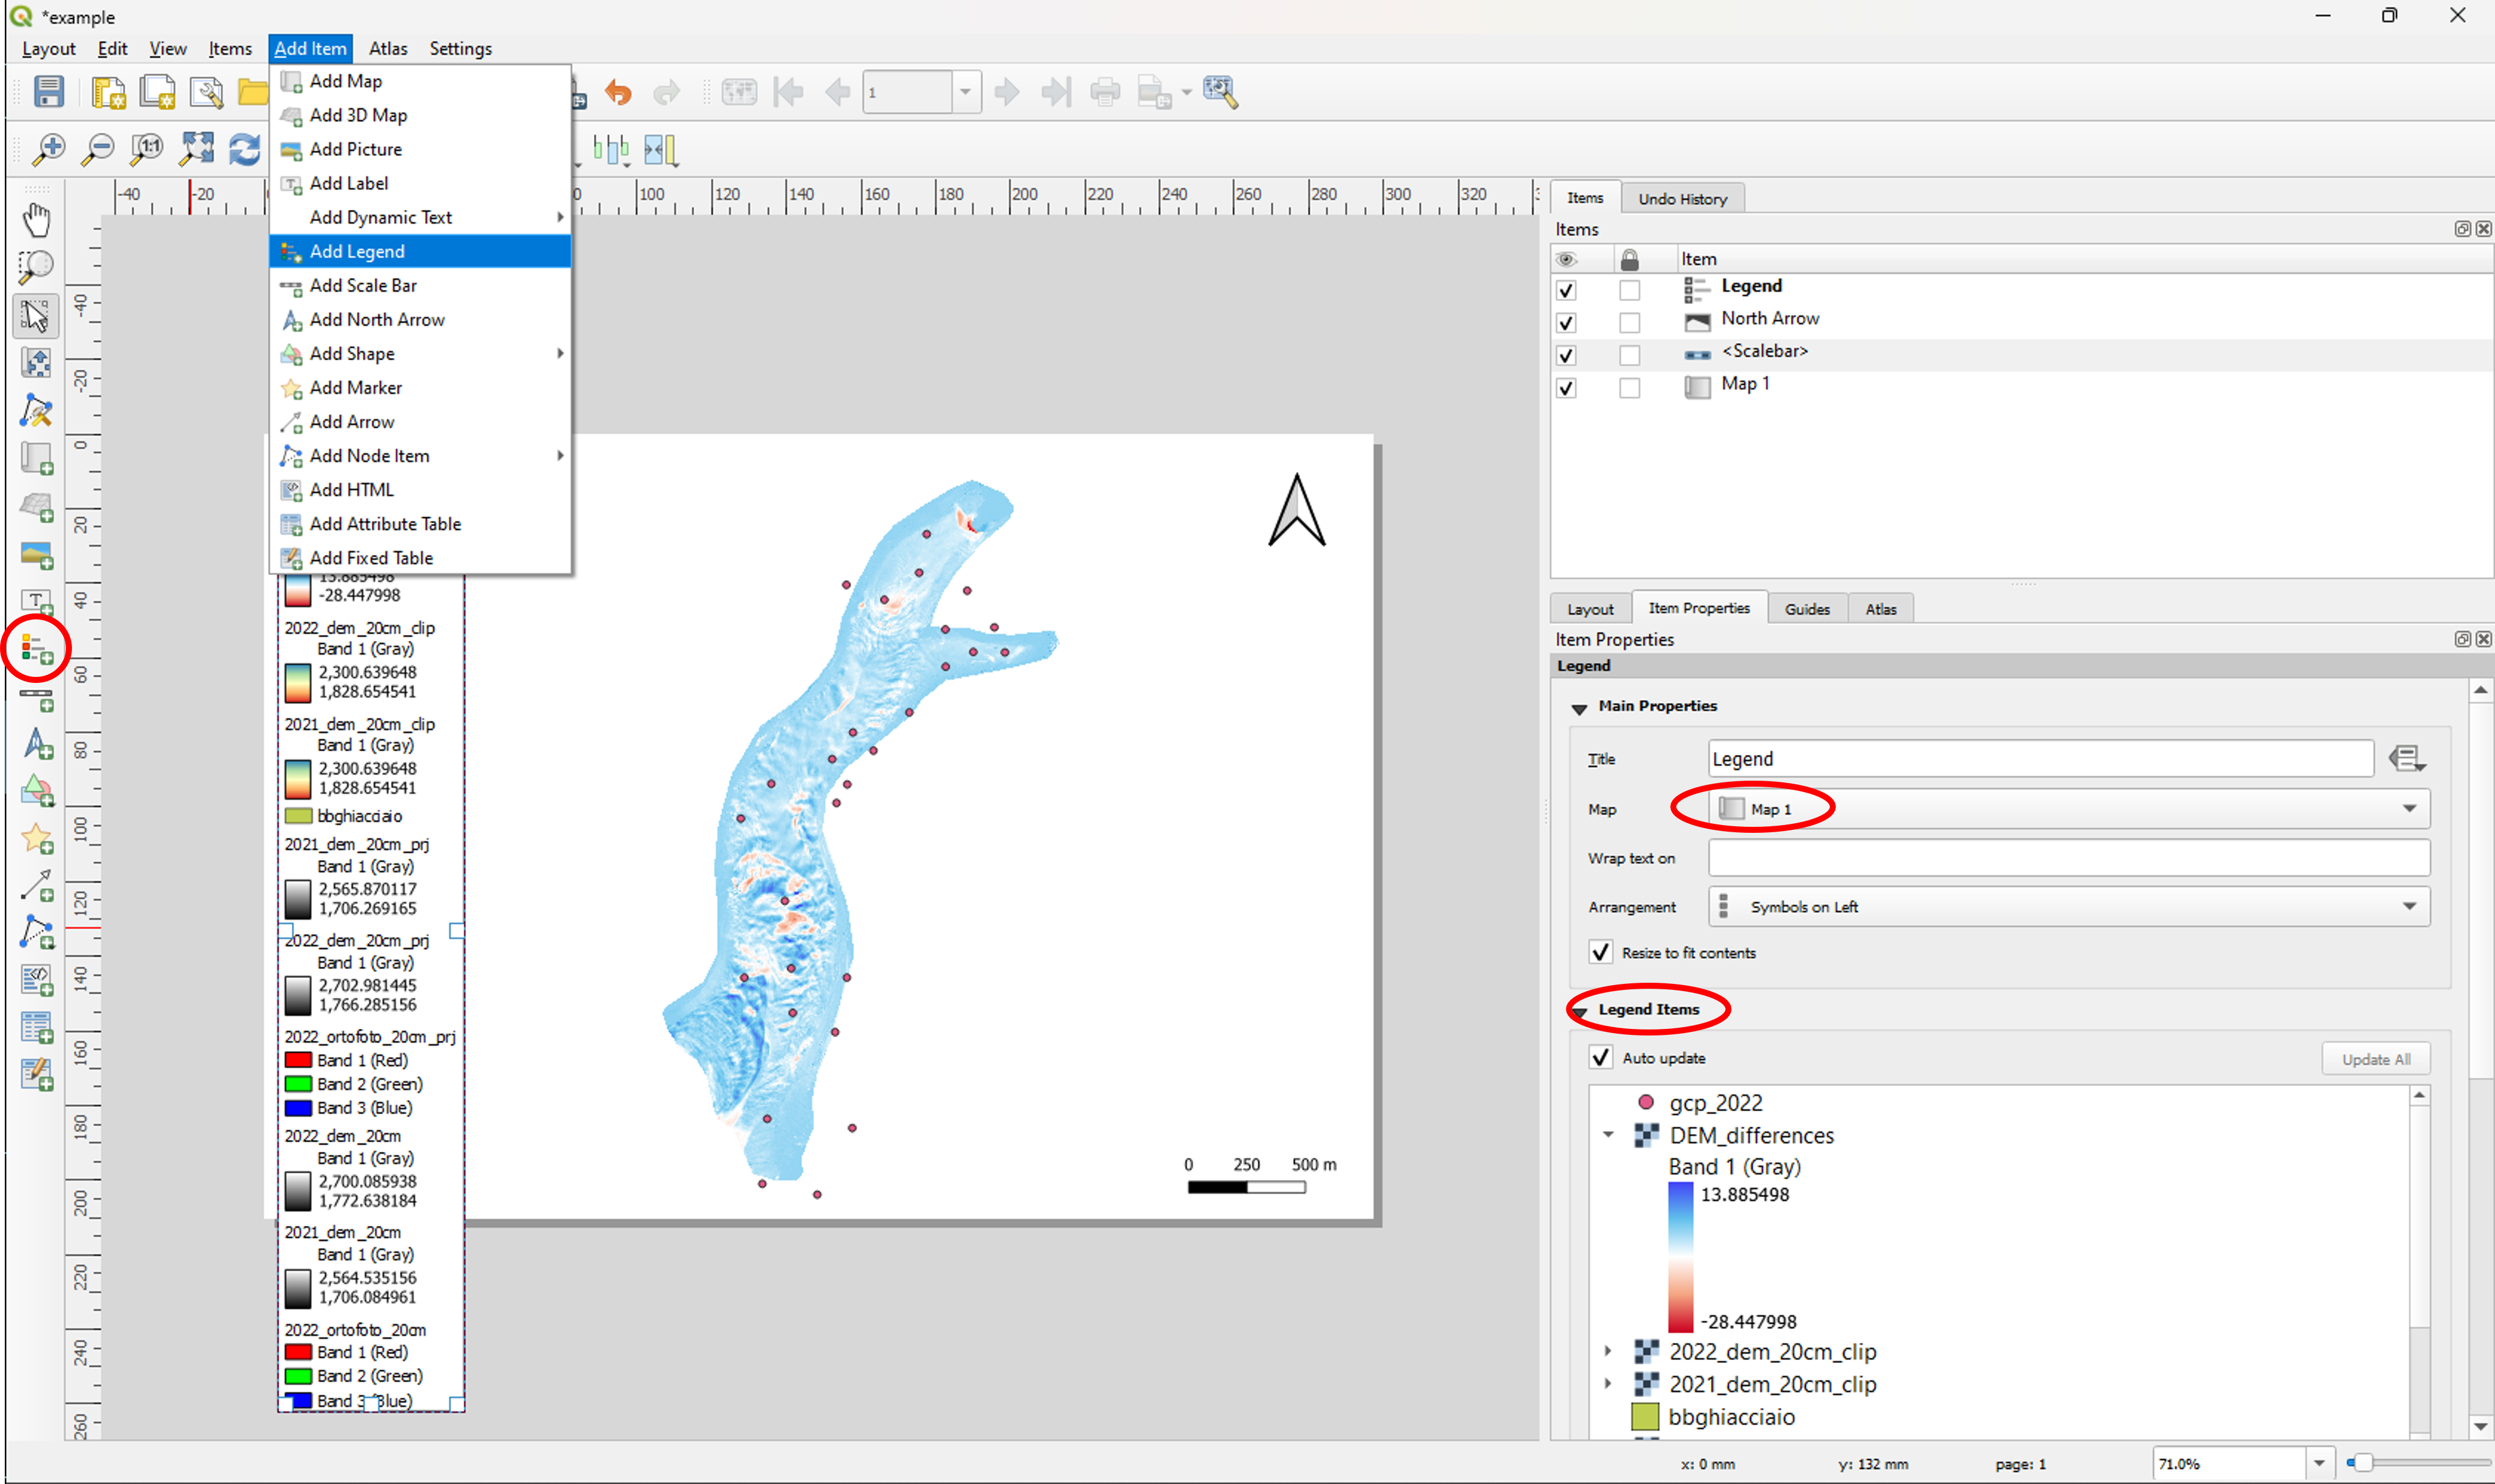 *example
Layout Edit View Items Add Item Atlas Settings
1
Add Map
Add 3D Map
Add Picture
Add Label
Add Dynamic Text
Add Legend
Add Scale Bar
Add North Arrow
Add Shape
Add Marker
Add Arrow
Add Node Item
Add HTML
Add Attribute Table
Add Fixed Table
-40 -20 0 100 120 140 160 180 200 220 240 260 280 300 320
-40
-20
0
20
40
60
80
100
120
140
160
180
200
220
240
260
13.885498
-28.447998
2022_dem_20cm_clip
Band 1 (Gray)
2,300.639648
1,828.654541
2021_dem_20cm_clip
Band 1 (Gray)
2,300.639648
1,828.654541
bbghiacciaio
2021_dem_20cm_prj
Band 1 (Gray)
2,565.870117
1,706.269165
2022_dem_20cm_prj
Band 1 (Gray)
2,702.981445
1,766.285156
2022_ortofoto_20cm_prj
Band 1 (Red)
Band 2 (Green)
Band 3 (Blue)
2022_dem_20cm
Band 1 (Gray)
2,700.085938
1,772.638184
2021_dem_20cm
Band 1 (Gray)
2,564.535156
1,706.084961
2022_ortofoto_20cm
Band 1 (Red)
Band 2 (Green)
Band 3 (Blue)
0 250 500 m
Items Undo History
Items
Item
Legend
North Arrow
<Scalebar>
Map 1
Layout Item Properties Guides Atlas
Item Properties
Legend
Main Properties
Title Legend
Map Map 1
Wrap text on
Arrangement Symbols on Left
Resize to fit contents
Legend Items
Auto update Update All
gcp_2022
DEM_differences
Band 1 (Gray)
13.885498
-28.447998
2022_dem_20cm_clip
2021_dem_20cm_clip
bbghiacciaio
x: 0 mm y: 132 mm page: 1 71.0%